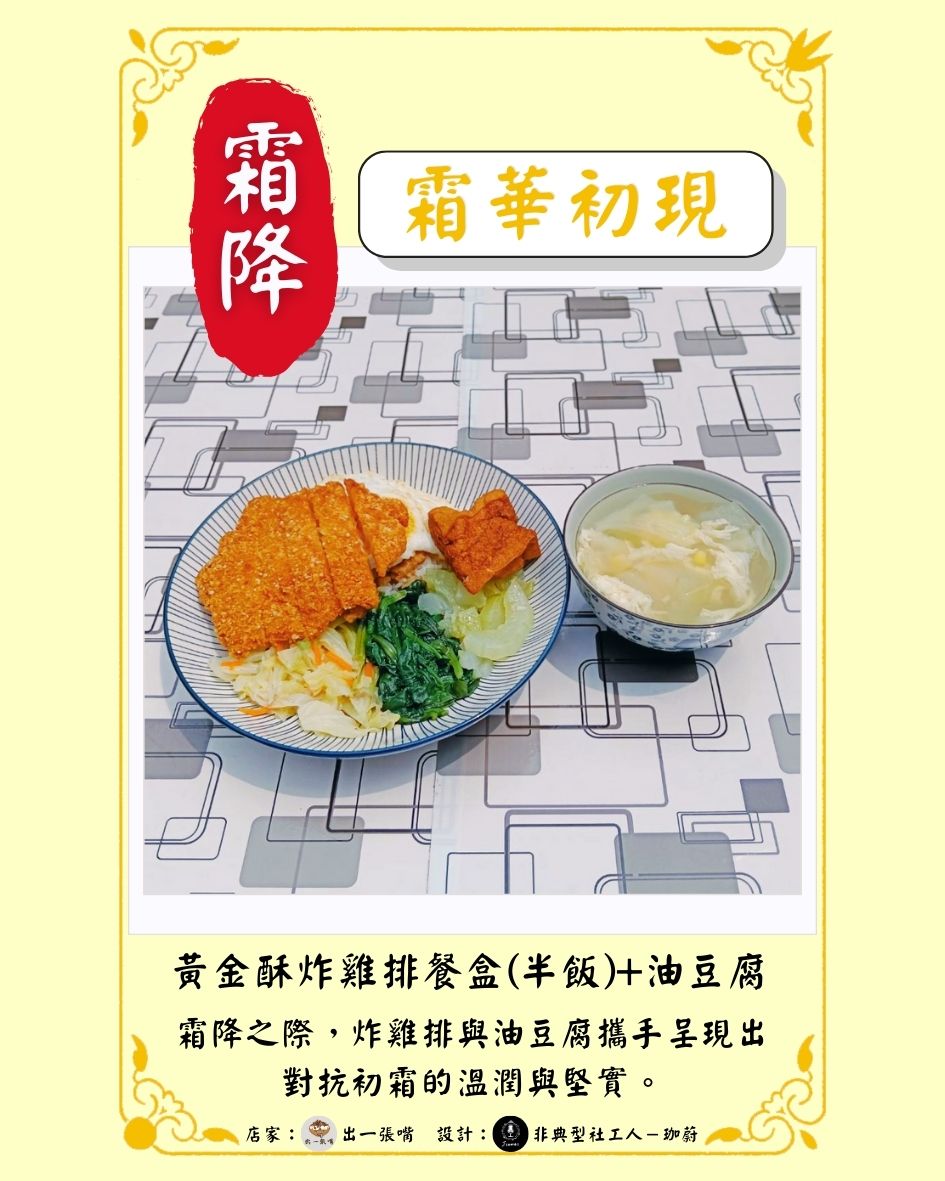 霜降
霜華初現
黃金酥炸雞排餐盒(半飯)+油豆腐
霜降之際，炸雞排與油豆腐攜手呈現出
對抗初霜的溫潤與堅實。
店家：出一張嘴 設計：非典型社工人－珈蔚